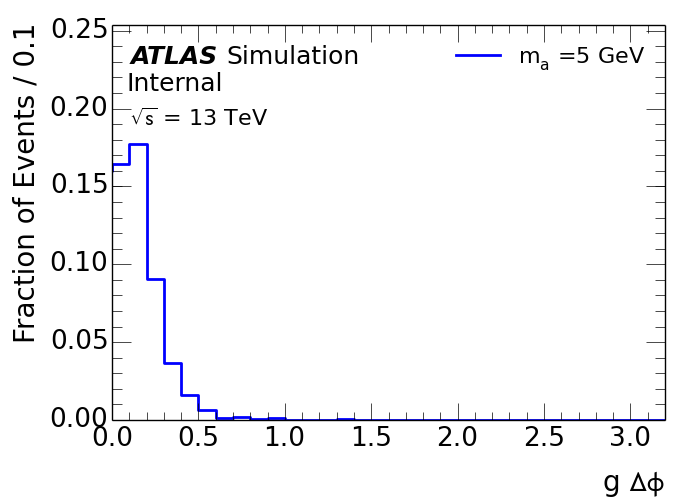 Fraction of Events / 0.1
0.25
0.20
0.15
0.10
0.05
0.00
ATLAS Simulation
Internal
√s = 13 TeV
mₐ =5 GeV
0.0 0.5 1.0 1.5 2.0 2.5 3.0
g Δϕ